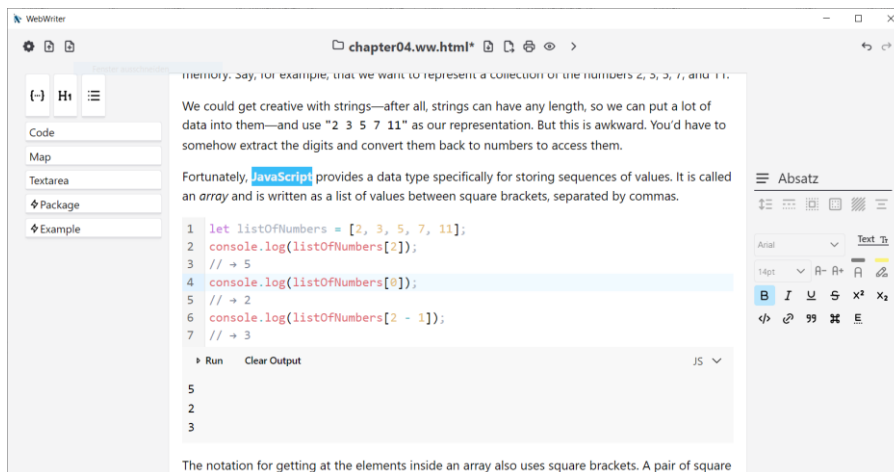 WebWriter
chapter04.ww.html*
memory. Say, for example, that we want to represent a collection of the numbers 2, 3, 5, 7, and 11.
We could get creative with strings—after all, strings can have any length, so we can put a lot of
data into them—and use "2 3 5 7 11" as our representation. But this is awkward. You'd have to
somehow extract the digits and convert them back to numbers to access them.
Fortunately, JavaScript provides a data type specifically for storing sequences of values. It is called
an array and is written as a list of values between square brackets, separated by commas.
{··} H1
Code
Map
Textarea
Package
Example
1 let listOfNumbers = [2, 3, 5, 7, 11];
2 console.log(listOfNumbers[2]);
3 // → 5
4 console.log(listOfNumbers[0]);
5 // → 2
6 console.log(listOfNumbers[2 - 1]);
7 // → 3
Run Clear Output JS
5
2
3
The notation for getting at the elements inside an array also uses square brackets. A pair of square
Absatz
Arial Text Tr
14pt A- A+ A
B I U S X² X₂
</> 99 ⌘ E